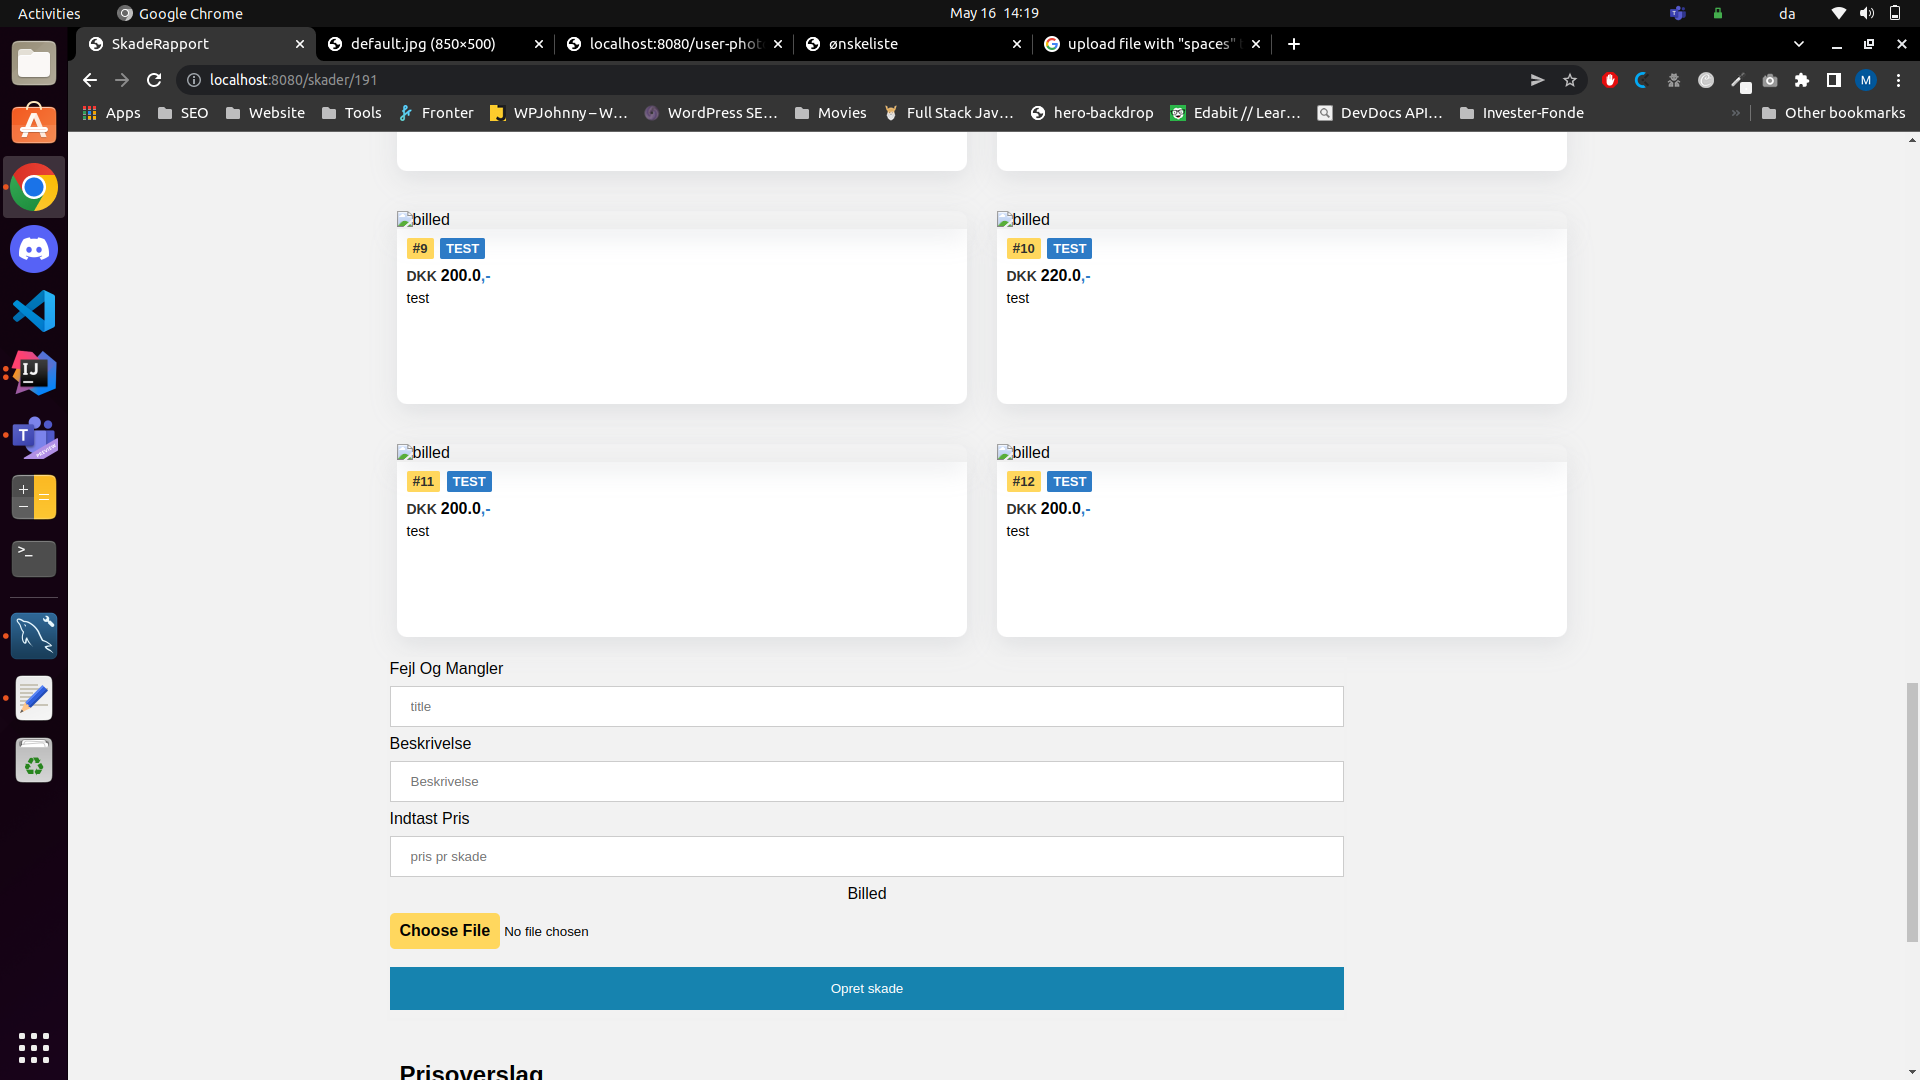 Activities
Google Chrome
May 16 14:19
da
SkadeRapport
default.jpg (850×500)
localhost:8080/user-phot
ønskeliste
upload file with "spaces"
localhost:8080/skader/191
M
Apps
SEO
Website
Tools
Fronter
WPJohnny – W...
WordPress SE...
Movies
Full Stack Jav...
hero-backdrop
Edabit // Lear...
DevDocs API...
Invester-Fonde
»
Other bookmarks
billed
#9 TEST
DKK 200.0,-
test
billed
#10 TEST
DKK 220.0,-
test
billed
#11 TEST
DKK 200.0,-
test
billed
#12 TEST
DKK 200.0,-
test
Fejl Og Mangler
title
Beskrivelse
Beskrivelse
Indtast Pris
pris pr skade
Billed
Choose File No file chosen
Opret skade
Prisoverslag